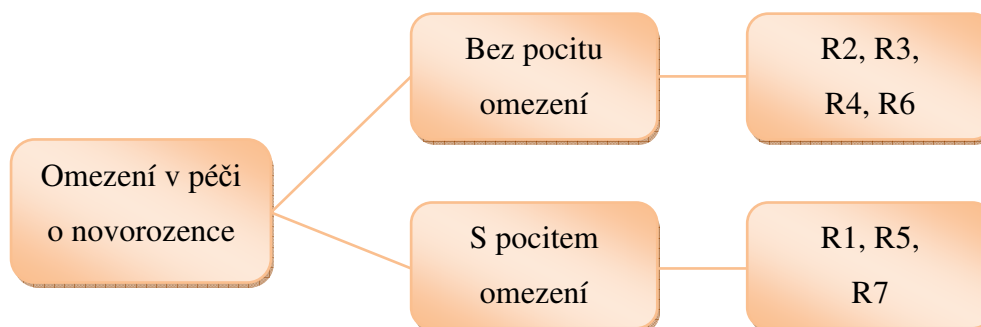 Omezení v péči
o novorozence
Bez pocitu
omezení
R2, R3,
R4, R6
S pocitem
omezení
R1, R5,
R7